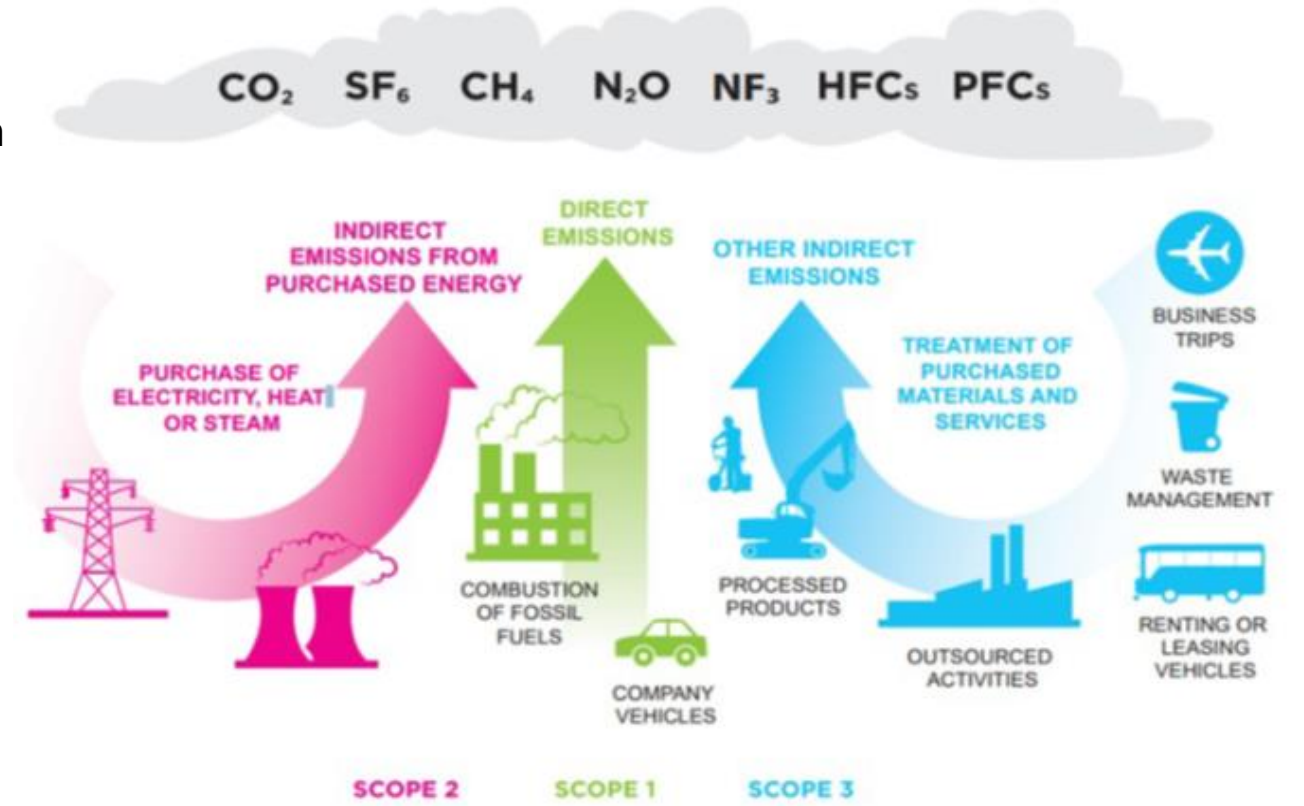 CO₂ SF₆ CH₄ N₂O NF₃ HFCs PFCs
INDIRECT
EMISSIONS FROM
PURCHASED ENERGY
DIRECT
EMISSIONS
OTHER INDIRECT
EMISSIONS
PURCHASE OF
ELECTRICITY, HEAT
OR STEAM
TREATMENT OF
PURCHASED
MATERIALS AND
SERVICES
BUSINESS
TRIPS
WASTE
MANAGEMENT
COMBUSTION
OF FOSSIL
FUELS
COMPANY
VEHICLES
PROCESSED
PRODUCTS
OUTSOURCED
ACTIVITIES
RENTING OR
LEASING
VEHICLES
SCOPE 2 SCOPE 1 SCOPE 3